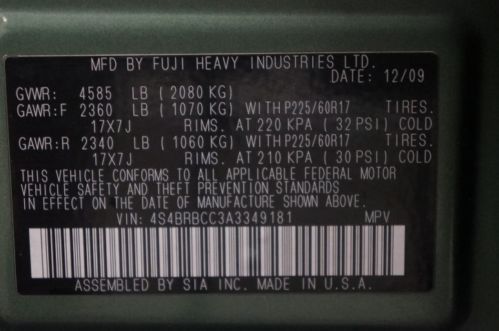 MFD BY FUJI HEAVY INDUSTRIES LTD.
DATE: 12/09
GVWR: 4585 LB (2080 KG)
GAWR:F 2360 LB (1070 KG) WITH P225/60R17 TIRES.
17X7J RIMS. AT 220 KPA (32 PSI) COLD
GAWR:R 2340 LB (1060 KG) WITH P225/60R17 TIRES.
17X7J RIMS. AT 210 KPA (30 PSI) COLD
THIS VEHICLE CONFORMS TO ALL APPLICABLE FEDERAL MOTOR
VEHICLE SAFETY AND THEFT PREVENTION STANDARDS
IN EFFECT ON THE DATE OF MANUFACTURE SHOWN ABOVE.
VIN: 4S4BRBCC3A3349181 MPV
ASSEMBLED BY SIA INC. MADE IN U.S.A.